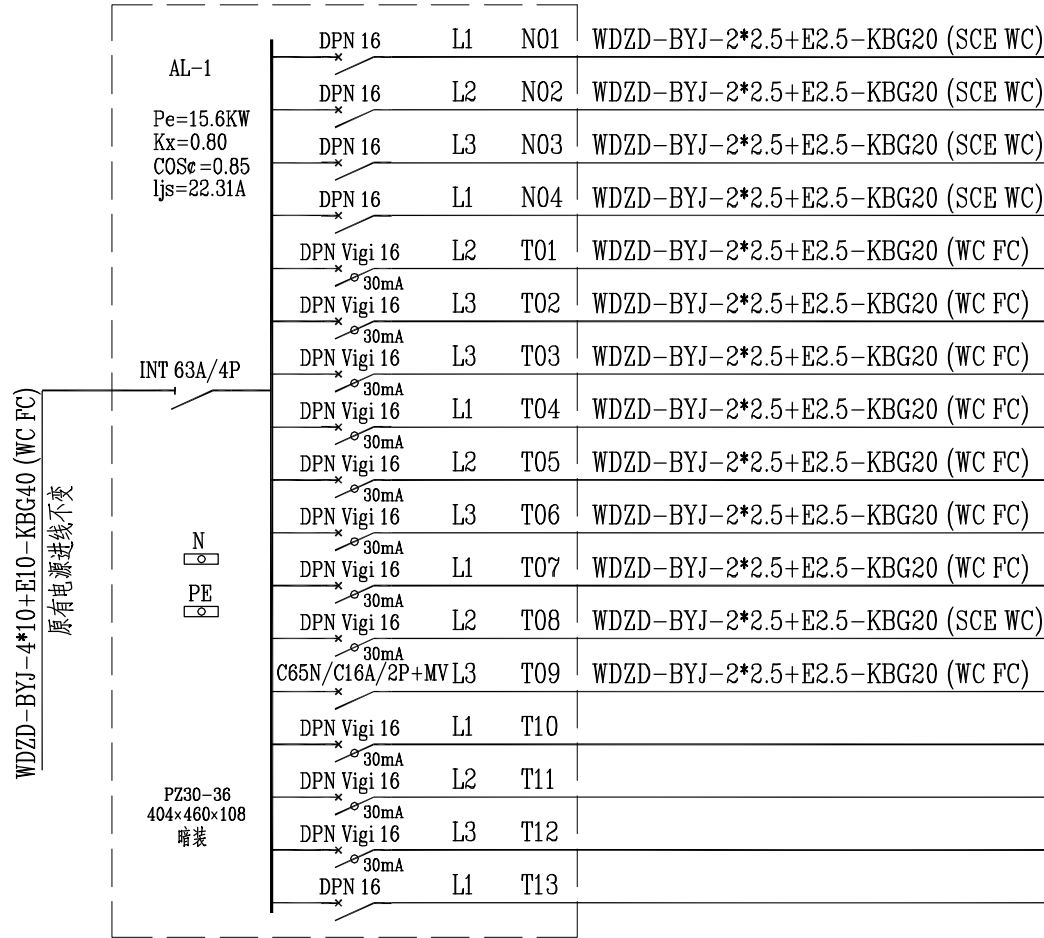 AL-1
Pe=15.6KW
Kx=0.80
COS¢=0.85
ljs=22.31A
INT 63A/4P
WDZD-BYJ-4*10+E10-KBG40 (WC FC)
原有电源进线不变
N
PE
PZ30-36
404×460×108
暗装
DPN 16 L1 N01 WDZD-BYJ-2*2.5+E2.5-KBG20 (SCE WC)
DPN 16 L2 N02 WDZD-BYJ-2*2.5+E2.5-KBG20 (SCE WC)
DPN 16 L3 N03 WDZD-BYJ-2*2.5+E2.5-KBG20 (SCE WC)
DPN 16 L1 N04 WDZD-BYJ-2*2.5+E2.5-KBG20 (SCE WC)
DPN Vigi 16 L2 T01 WDZD-BYJ-2*2.5+E2.5-KBG20 (WC FC)
30mA
DPN Vigi 16 L3 T02 WDZD-BYJ-2*2.5+E2.5-KBG20 (WC FC)
30mA
DPN Vigi 16 L3 T03 WDZD-BYJ-2*2.5+E2.5-KBG20 (WC FC)
30mA
DPN Vigi 16 L1 T04 WDZD-BYJ-2*2.5+E2.5-KBG20 (WC FC)
30mA
DPN Vigi 16 L2 T05 WDZD-BYJ-2*2.5+E2.5-KBG20 (WC FC)
30mA
DPN Vigi 16 L3 T06 WDZD-BYJ-2*2.5+E2.5-KBG20 (WC FC)
30mA
DPN Vigi 16 L1 T07 WDZD-BYJ-2*2.5+E2.5-KBG20 (WC FC)
30mA
DPN Vigi 16 L2 T08 WDZD-BYJ-2*2.5+E2.5-KBG20 (SCE WC)
30mA
C65N/C16A/2P+MV L3 T09 WDZD-BYJ-2*2.5+E2.5-KBG20 (WC FC)
DPN Vigi 16 L1 T10
30mA
DPN Vigi 16 L2 T11
30mA
DPN Vigi 16 L3 T12
30mA
DPN 16 L1 T13